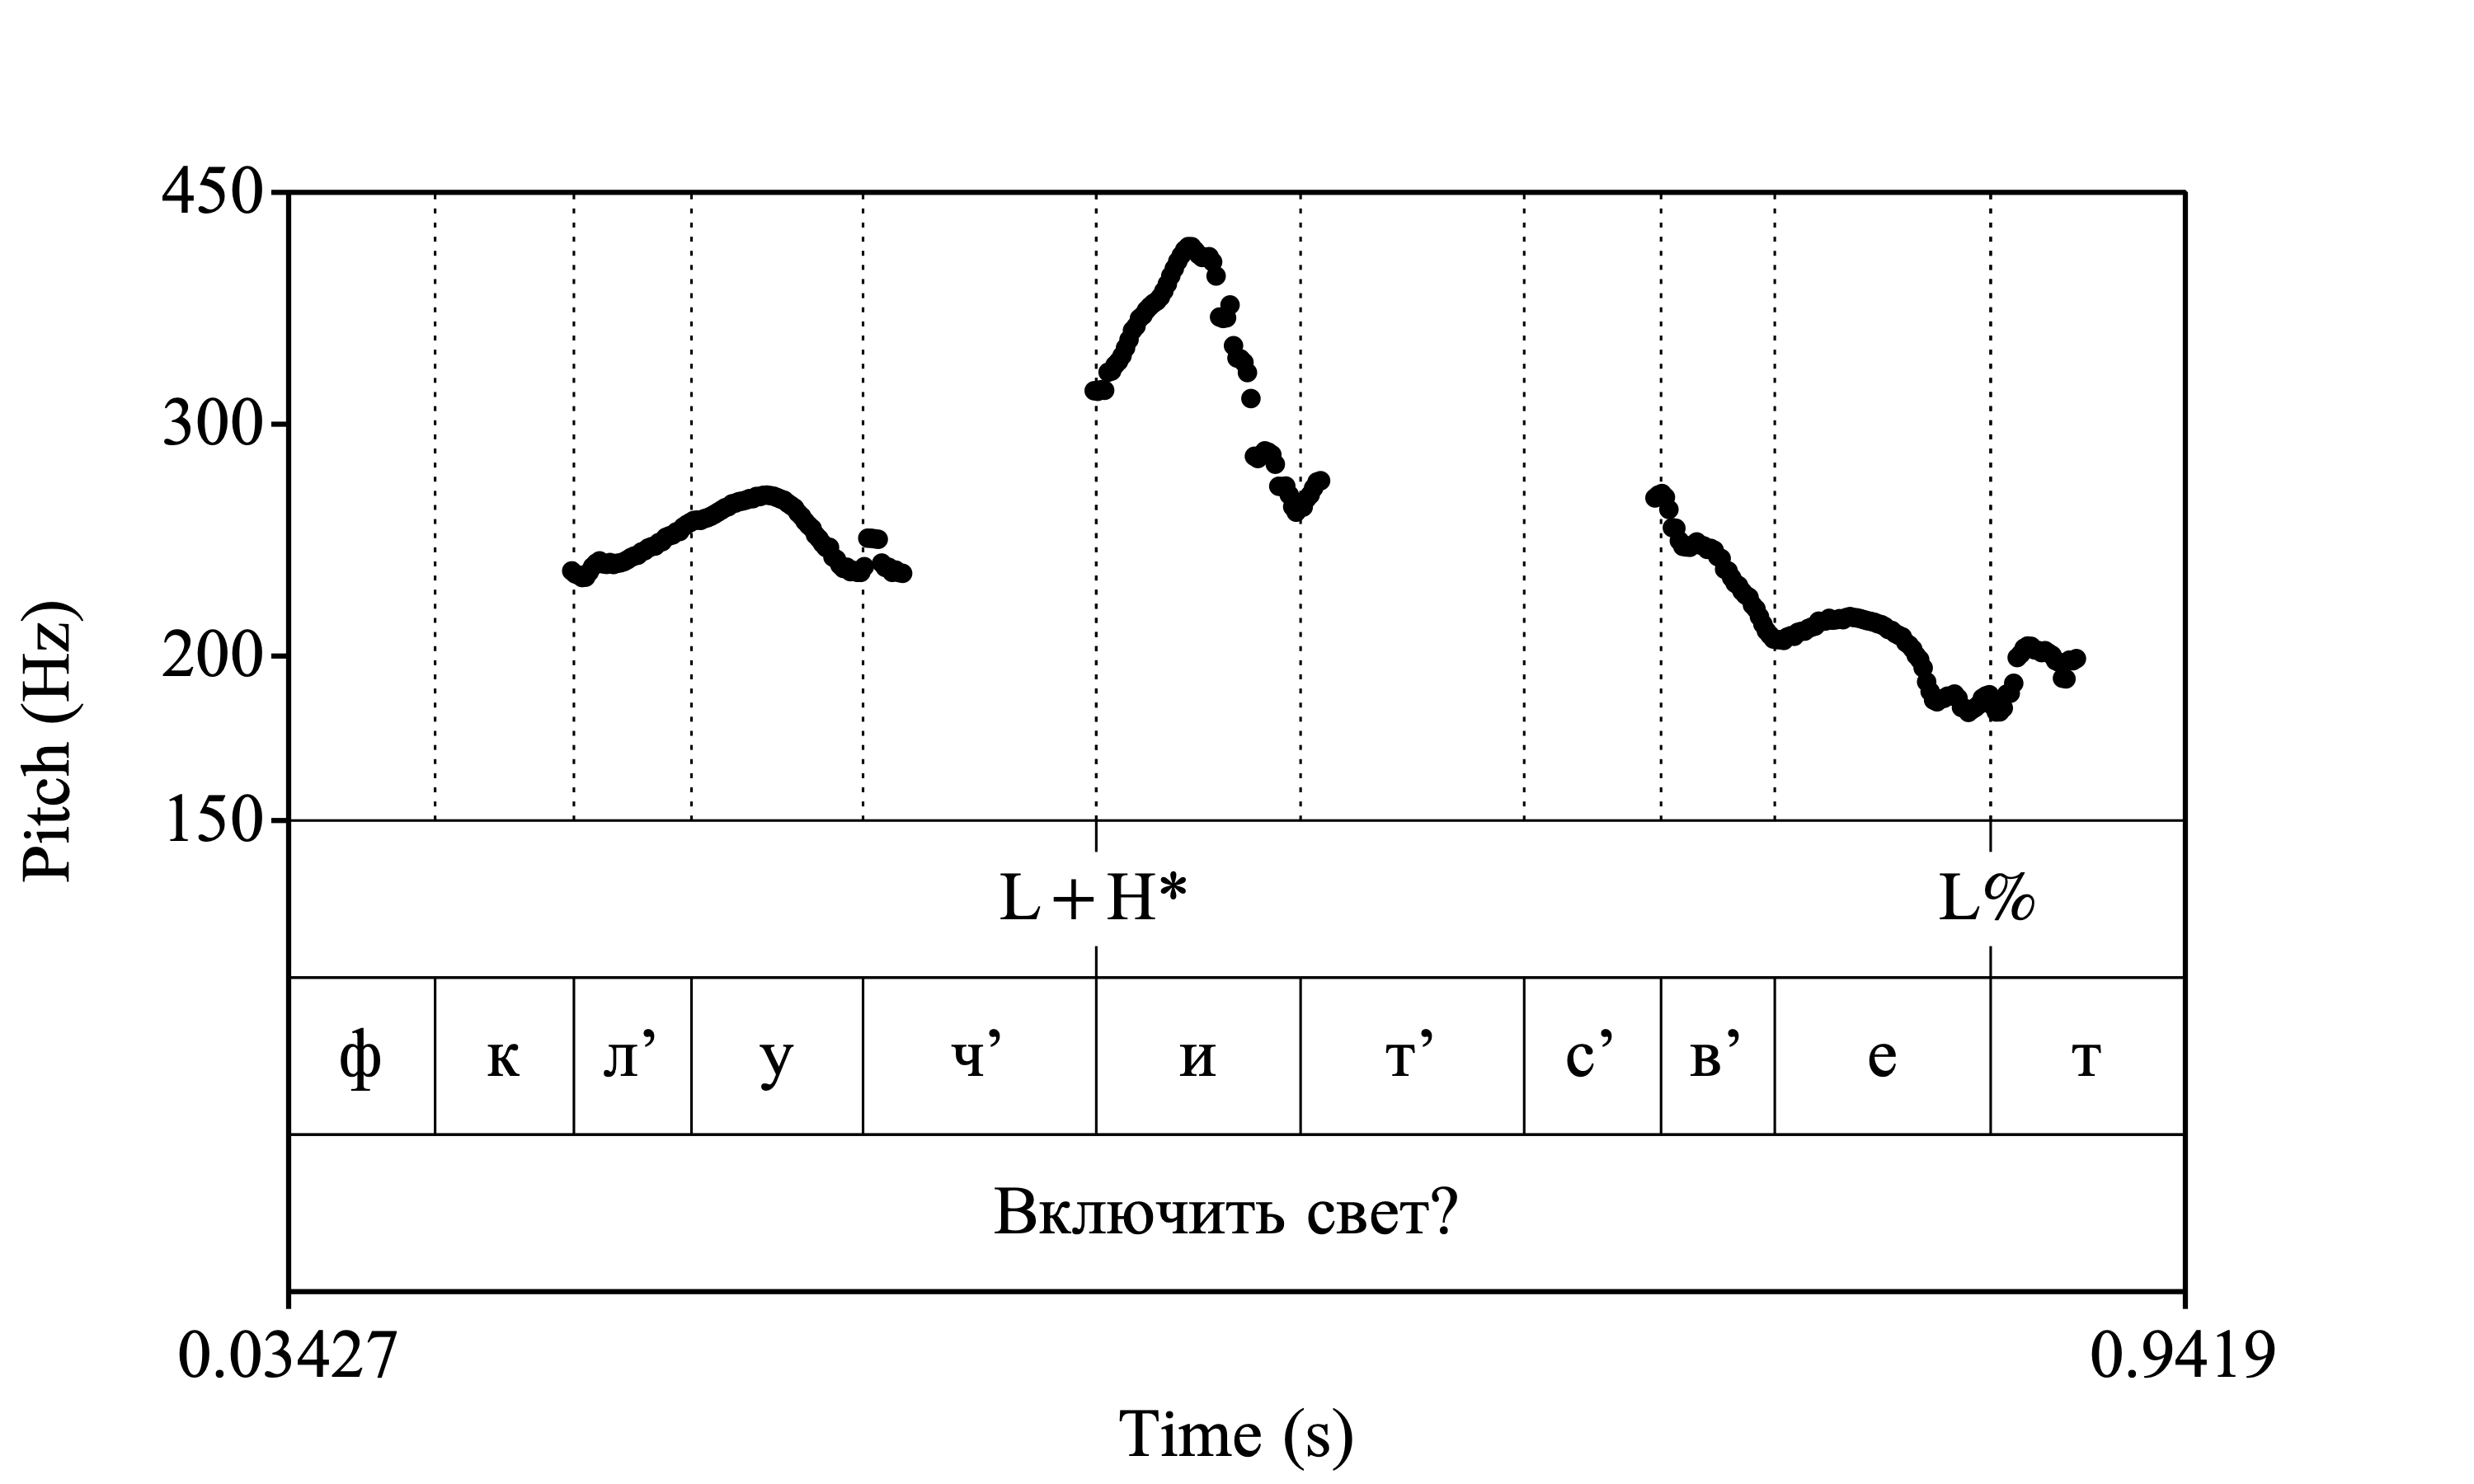 450
300
200
150
Pitch (Hz)
L+H* L%
ф к л’ у ч’ и т’ с’ в’ е т
Включить свет?
0.03427 0.9419
Time (s)